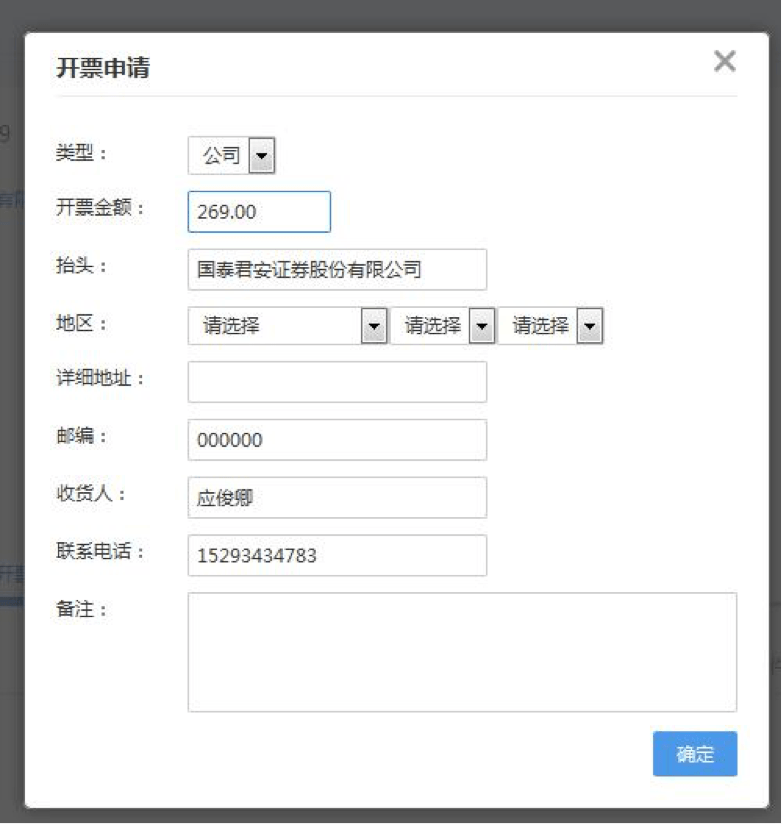 开票申请
类型： 公司
开票金额： 269.00
抬头： 国泰君安证券股份有限公司
地区： 请选择 请选择 请选择
详细地址：
邮编： 000000
收货人： 应俊卿
联系电话： 15293434783
备注：
确定